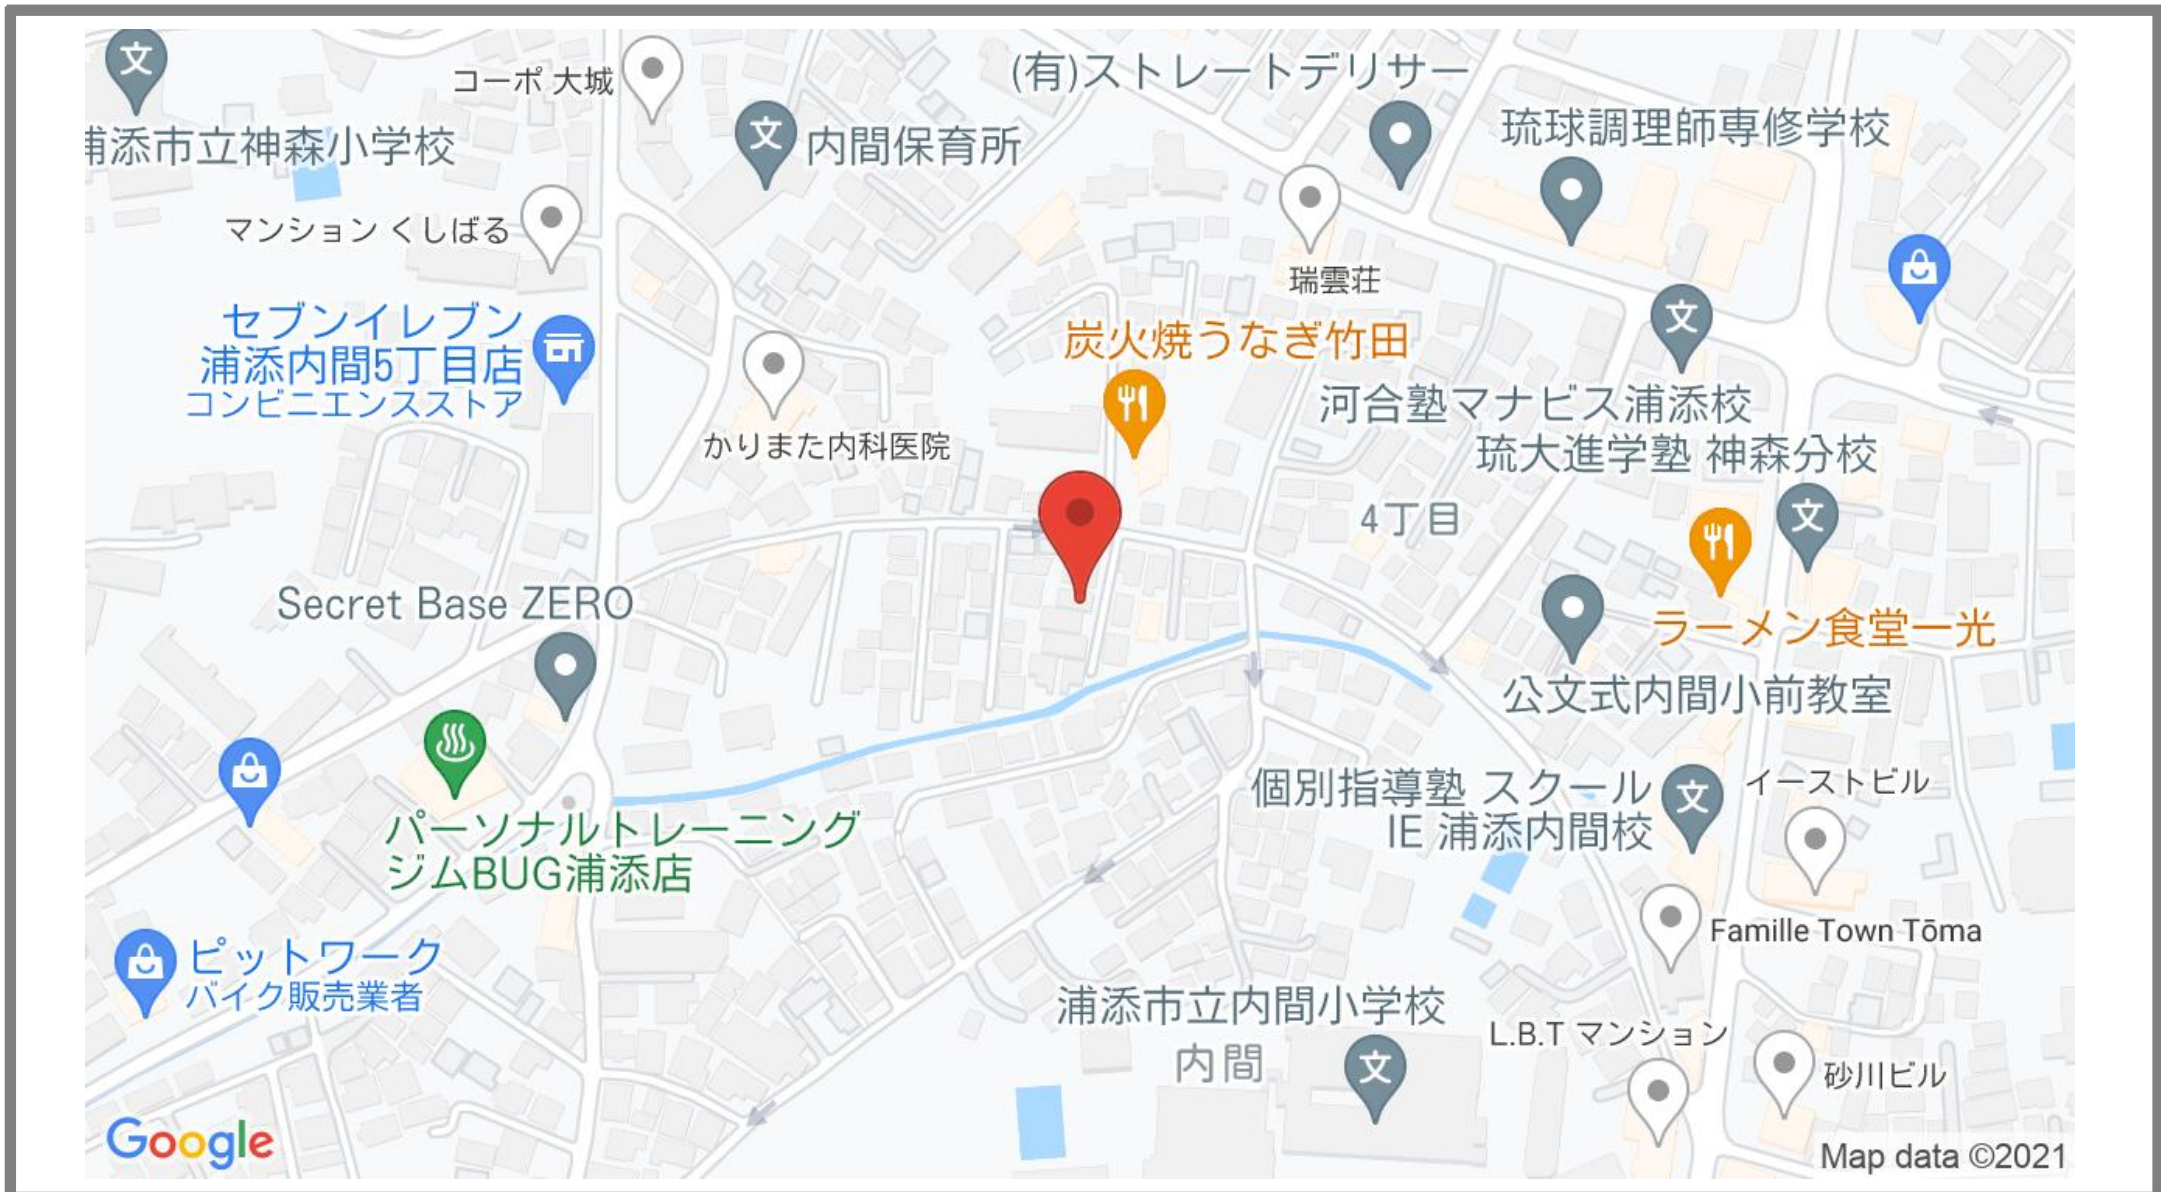 コーポ 大城
(有)ストレートデリサー
浦添市立神森小学校
内間保育所
琉球調理師専修学校
マンション くしばる
瑞雲荘
セブンイレブン
浦添内間5丁目店
コンビニエンスストア
炭火焼うなぎ竹田
かりまた内科医院
河合塾マナビス浦添校
琉大進学塾 神森分校
4丁目
Secret Base ZERO
ラーメン食堂一光
公文式内間小前教室
パーソナルトレーニング
ジムBUG浦添店
個別指導塾 スクール
IE 浦添内間校
イーストビル
Famille Town Tōma
ピットワーク
バイク販売業者
浦添市立内間小学校
内間
L.B.T マンション
砂川ビル
Google
Map data ©2021
文
文
文
文
文
文